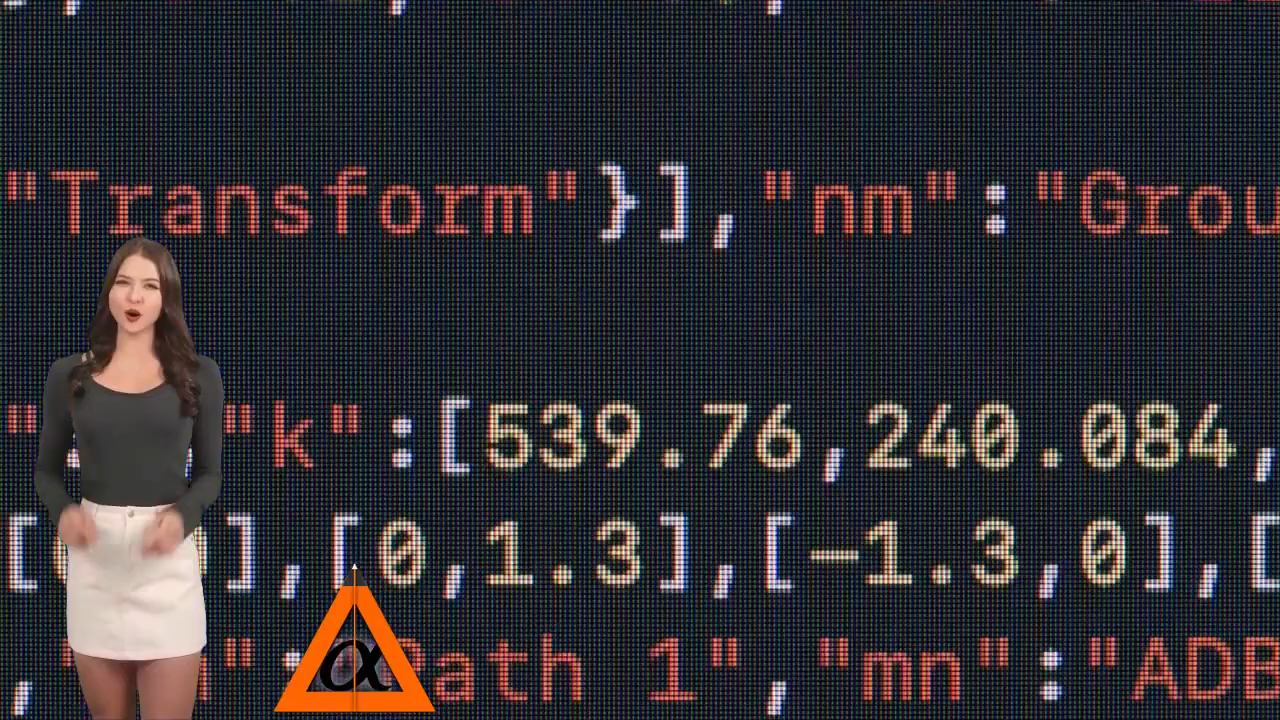 "Transform"}],"nm":"Grou
"k":[539.76,240.084,
],[0,1.3],[-1.3,0],[
":"Path 1","mn":"ADB
α